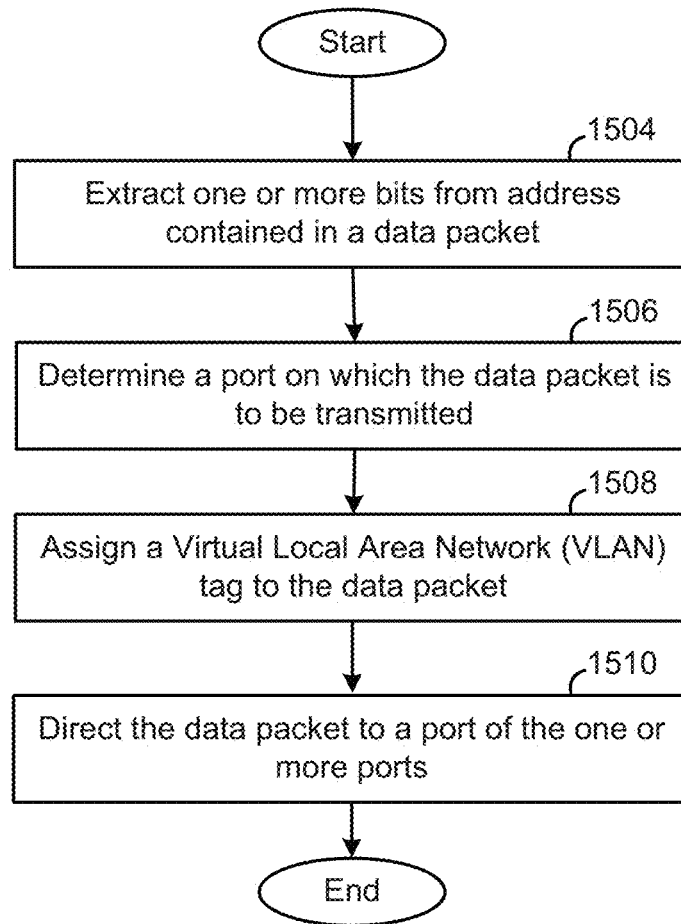 Start
1504
Extract one or more bits from address
contained in a data packet
1506
Determine a port on which the data packet is
to be transmitted
1508
Assign a Virtual Local Area Network (VLAN)
tag to the data packet
1510
Direct the data packet to a port of the one or
more ports
End